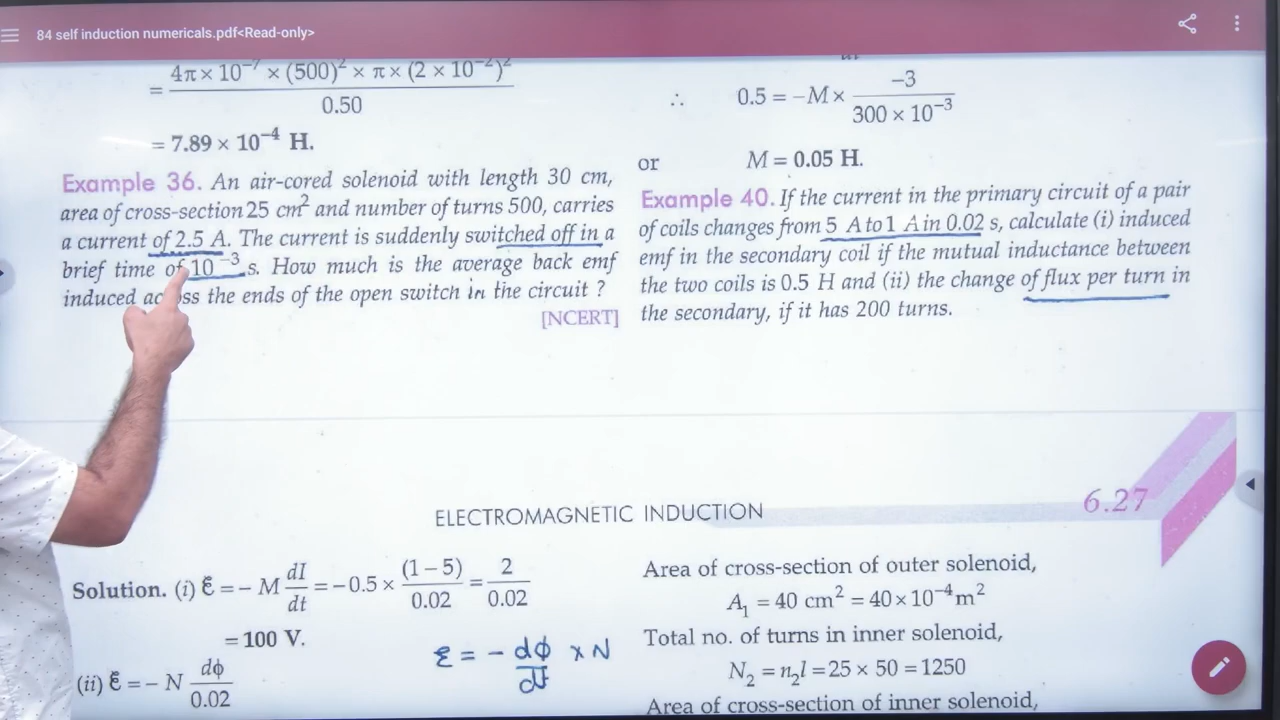 84 self induction numericals.pdf<Read-only>
= 4π × 10⁻⁷ × (500)² × π × (2 × 10⁻²)² / 0.50
= 7.89 × 10⁻⁴ H.
Example 36. An air-cored solenoid with length 30 cm,
area of cross-section 25 cm² and number of turns 500, carries
a current of 2.5 A. The current is suddenly switched off in a
brief time of 10⁻³ s. How much is the average back emf
induced across the ends of the open switch in the circuit ?
[NCERT]
∴ 0.5 = −M × −3 / 300 × 10⁻³
or M = 0.05 H.
Example 40. If the current in the primary circuit of a pair
of coils changes from 5 A to 1 A in 0.02 s, calculate (i) induced
emf in the secondary coil if the mutual inductance between
the two coils is 0.5 H and (ii) the change of flux per turn in
the secondary, if it has 200 turns.
ELECTROMAGNETIC INDUCTION 6.27
Solution. (i) ℰ = − M dI/dt = −0.5 × (1 − 5)/0.02 = 2/0.02
= 100 V.
ℰ = − dφ/dt × N
(ii) ℰ = − N dφ/0.02
Area of cross-section of outer solenoid,
A₁ = 40 cm² = 40 × 10⁻⁴ m²
Total no. of turns in inner solenoid,
N₂ = n₂l = 25 × 50 = 1250
Area of cross-section of inner solenoid,